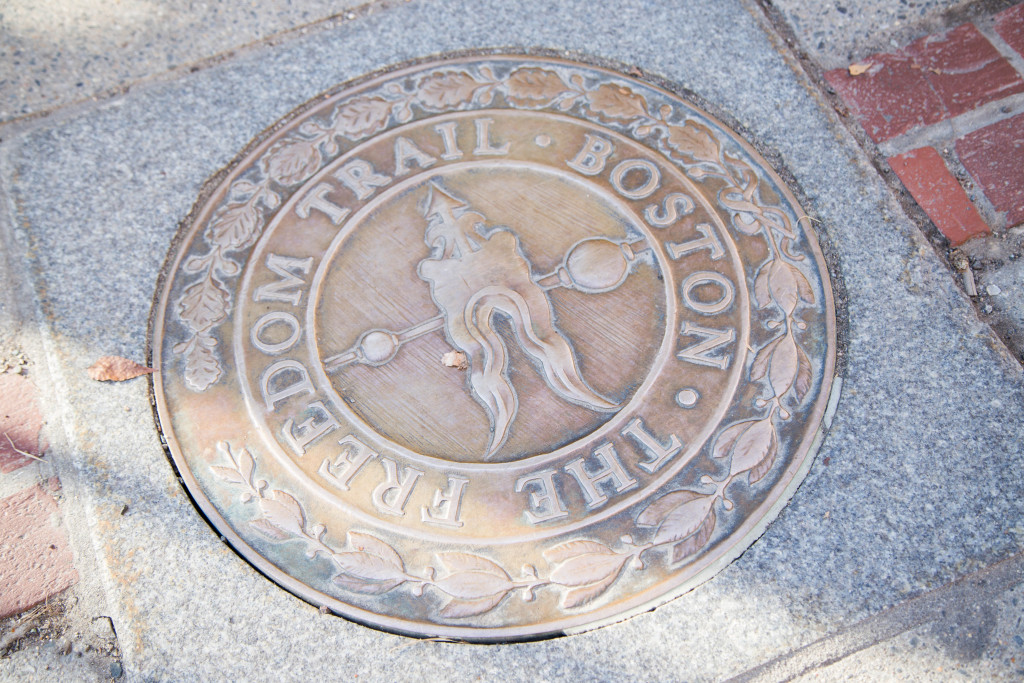 THE FREEDOM TRAIL · BOSTON ·